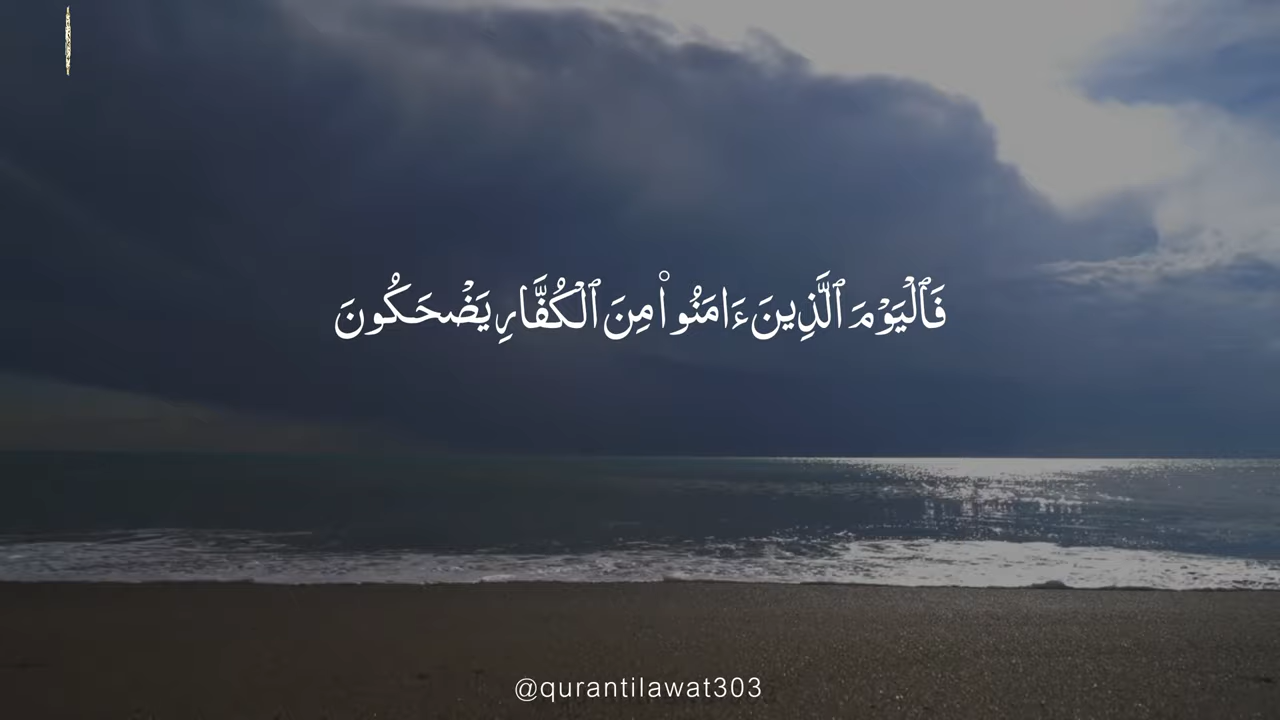 فَٱلْيَوْمَ ٱلَّذِينَ ءَامَنُوا۟ مِنَ ٱلْكُفَّارِ يَضْحَكُونَ
@qurantilawat303